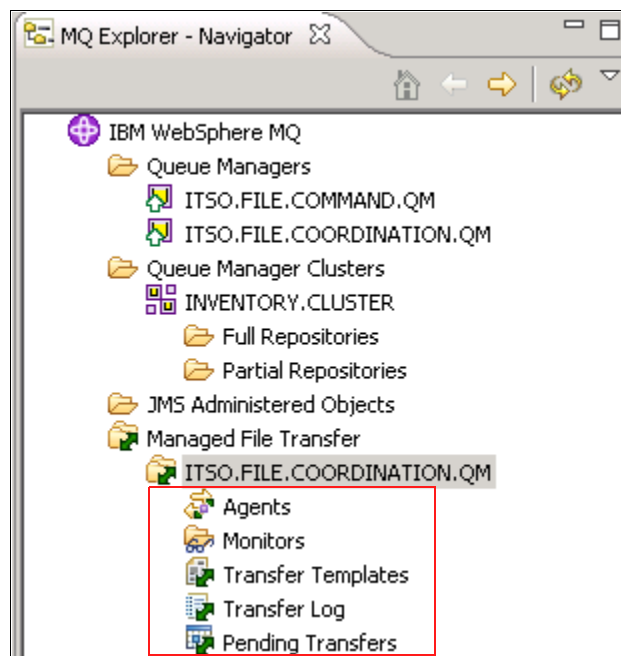 MQ Explorer - Navigator
IBM WebSphere MQ
Queue Managers
ITSO.FILE.COMMAND.QM
ITSO.FILE.COORDINATION.QM
Queue Manager Clusters
INVENTORY.CLUSTER
Full Repositories
Partial Repositories
JMS Administered Objects
Managed File Transfer
ITSO.FILE.COORDINATION.QM
Agents
Monitors
Transfer Templates
Transfer Log
Pending Transfers